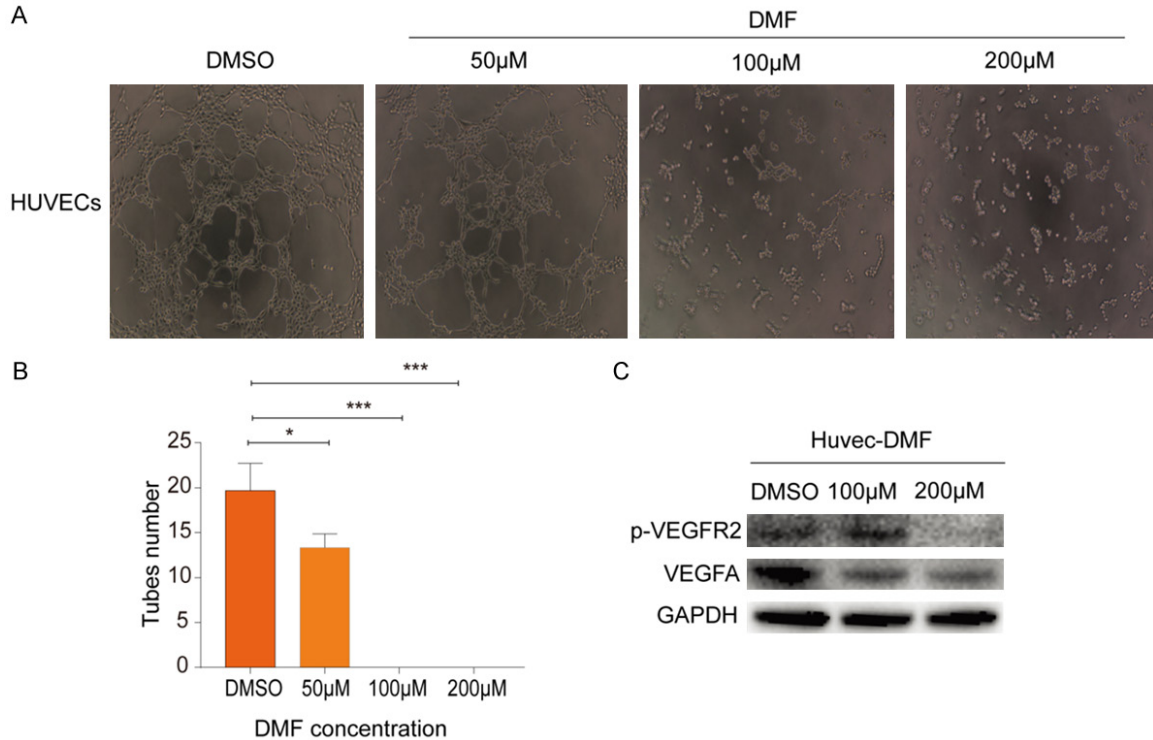 A
DMF
DMSO 50µM 100µM 200µM
HUVECs
B
***
***
*
25
20
15
10
5
0
Tubes number
DMSO 50µM 100µM 200µM
DMF concentration
C
Huvec-DMF
DMSO 100µM 200µM
p-VEGFR2
VEGFA
GAPDH